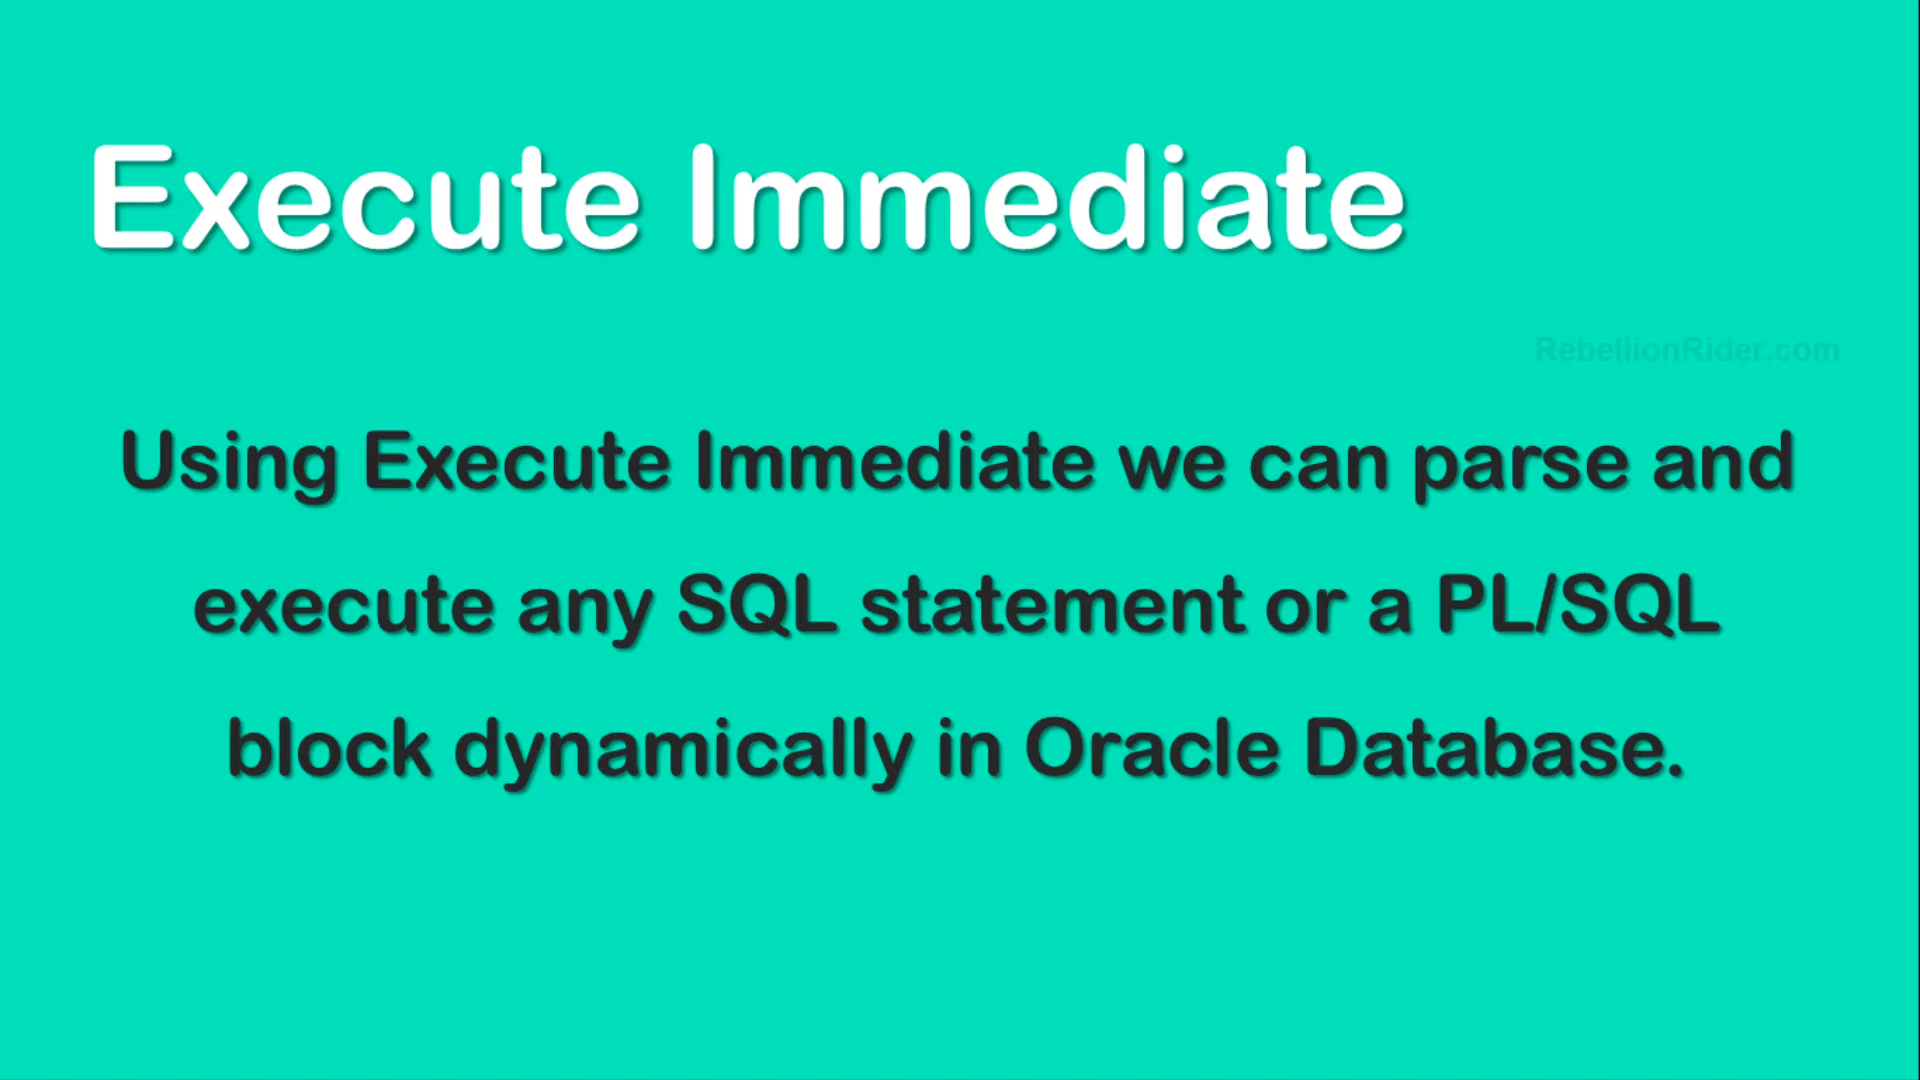 Execute Immediate
RebellionRider.com
Using Execute Immediate we can parse and
execute any SQL statement or a PL/SQL
block dynamically in Oracle Database.